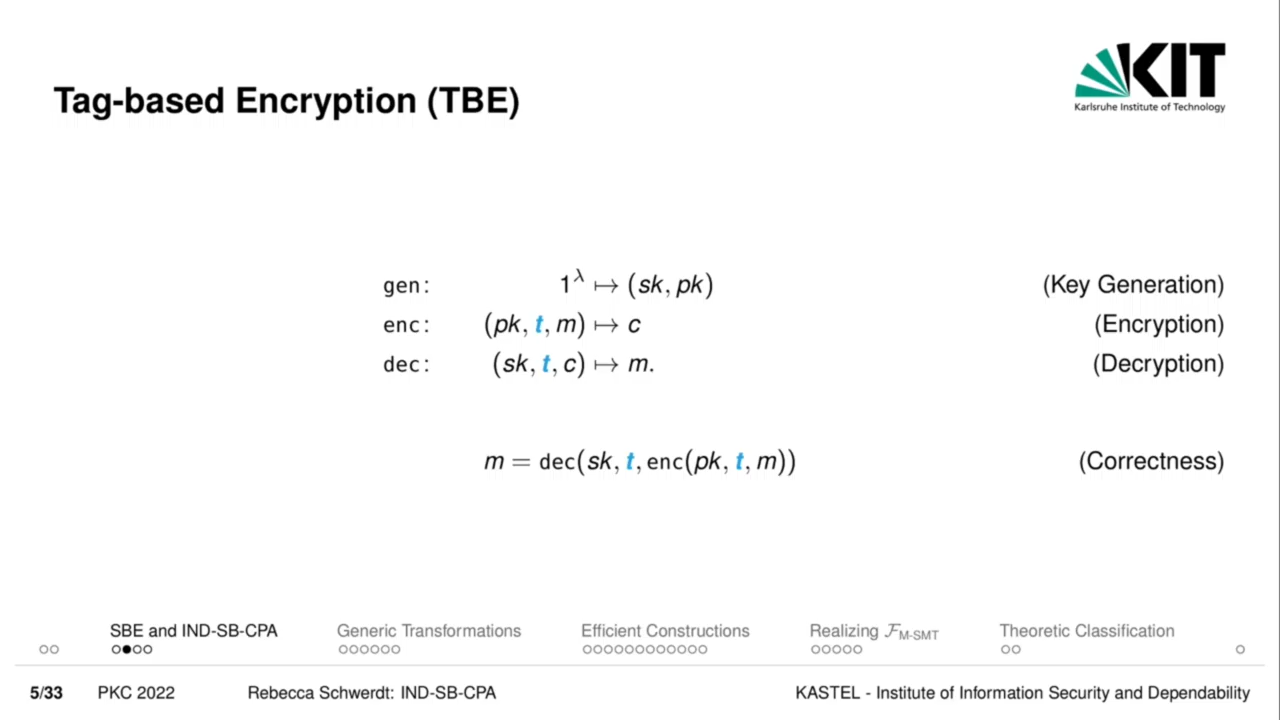 KIT
Karlsruhe Institute of Technology
Tag-based Encryption (TBE)
gen: 1^λ ↦ (sk, pk) (Key Generation)
enc: (pk, t, m) ↦ c (Encryption)
dec: (sk, t, c) ↦ m. (Decryption)
m = dec(sk, t, enc(pk, t, m)) (Correctness)
SBE and IND-SB-CPA Generic Transformations Efficient Constructions Realizing ℱ_M-SMT Theoretic Classification
5/33 PKC 2022 Rebecca Schwerdt: IND-SB-CPA KASTEL - Institute of Information Security and Dependability